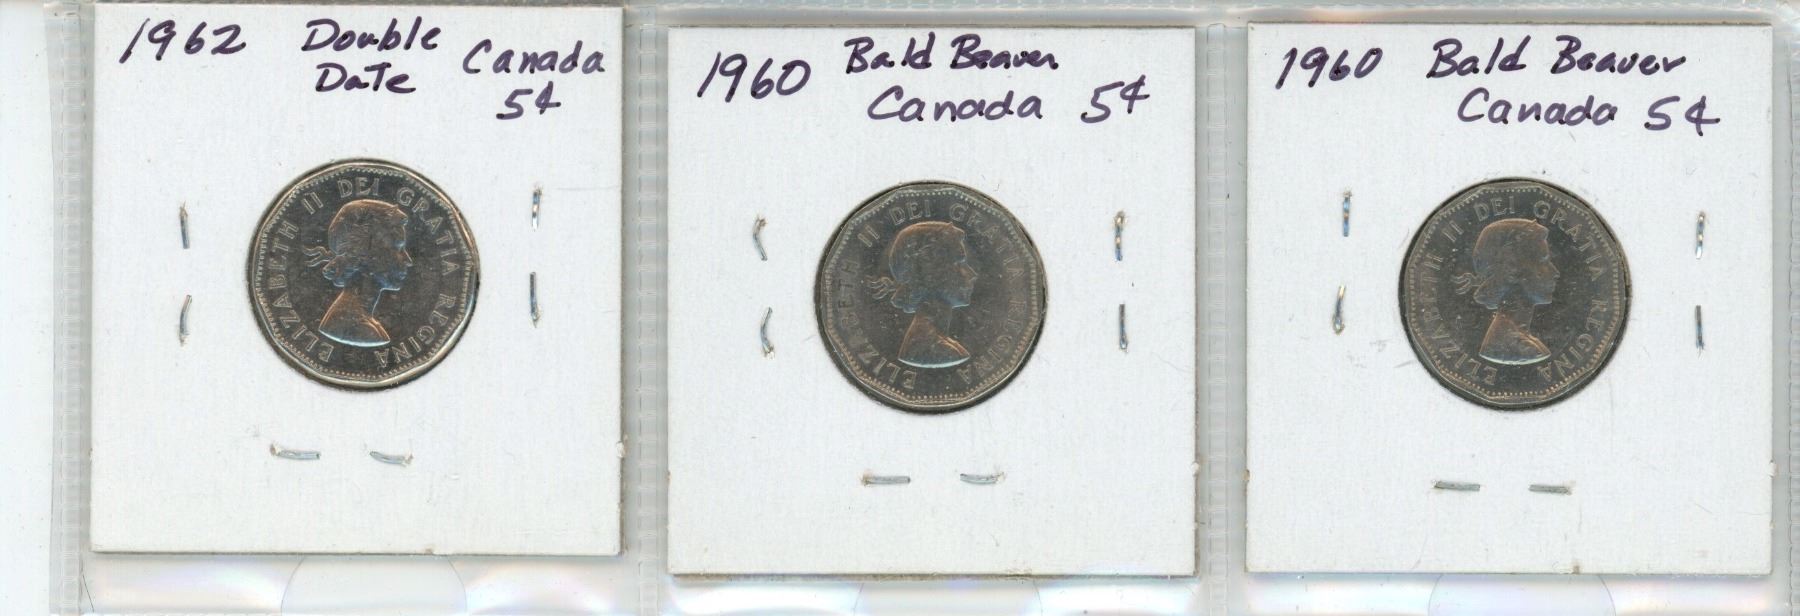 1962 Double Date Canada 5¢
ELIZABETH II DEI GRATIA REGINA
1960 Bald Beaver
Canada 5¢
ELIZABETH II DEI GRATIA REGINA
1960 Bald Beaver
Canada 5¢
ELIZABETH II DEI GRATIA REGINA